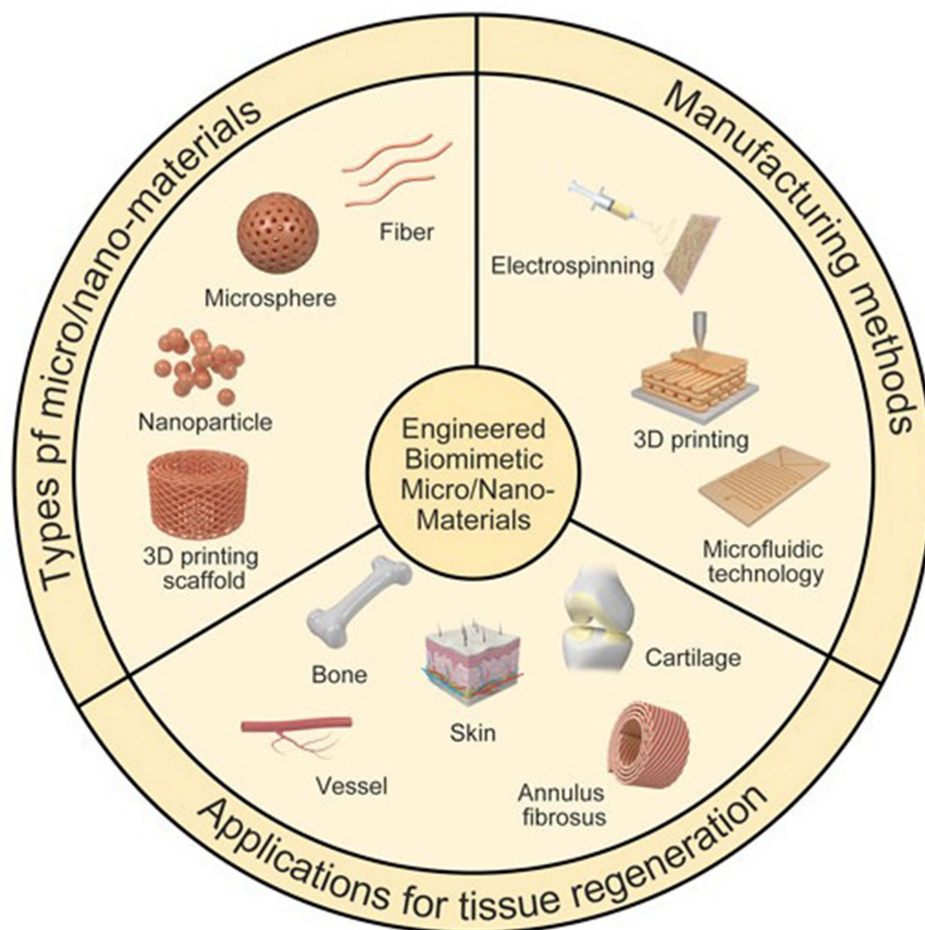 Types pf micro/nano-materials
Fiber
Microsphere
Nanoparticle
3D printing
scaffold
Manufacturing methods
Electrospinning
3D printing
Microfluidic
technology
Engineered
Biomimetic
Micro/Nano-
Materials
Bone
Skin
Cartilage
Vessel
Annulus
fibrosus
Applications for tissue regeneration